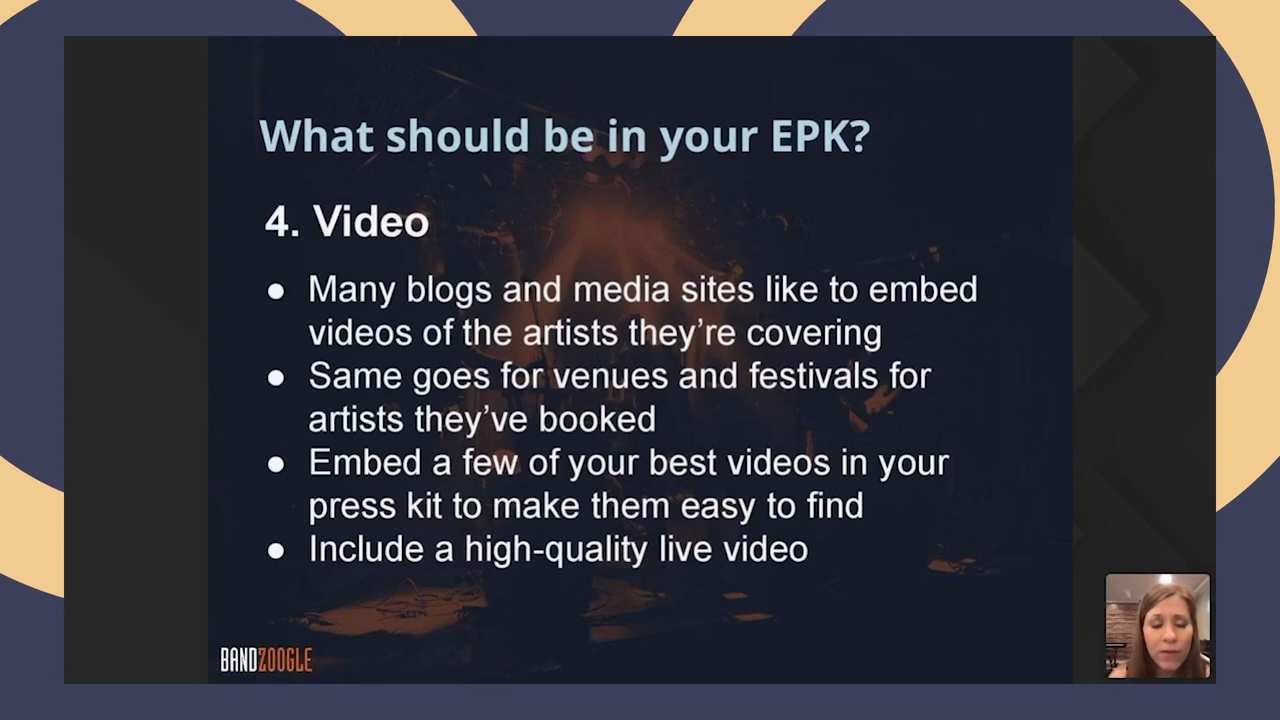 What should be in your EPK?
4. Video
● Many blogs and media sites like to embed
videos of the artists they’re covering
● Same goes for venues and festivals for
artists they’ve booked
● Embed a few of your best videos in your
press kit to make them easy to find
● Include a high-quality live video
BANDZOOGLE